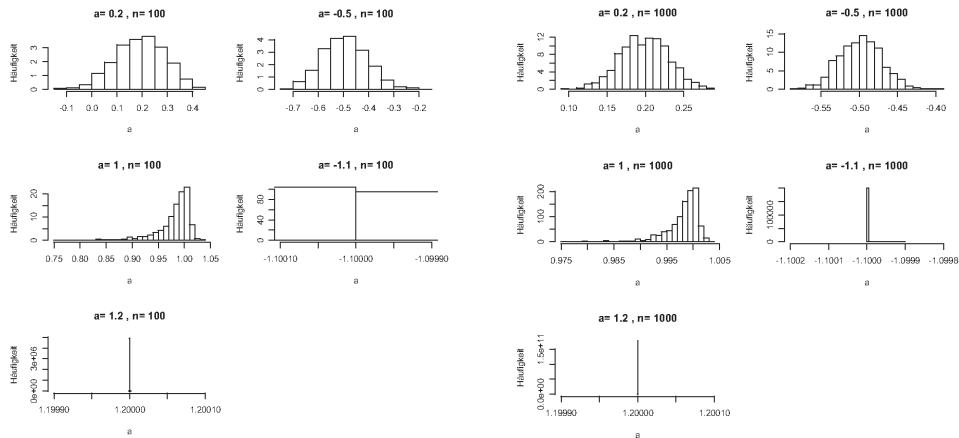 a= 0.2 , n= 100
Häufigkeit
0 1 2 3
-0.1 0.0 0.1 0.2 0.3 0.4
a
a= -0.5 , n= 100
Häufigkeit
0 1 2 3 4
-0.7 -0.6 -0.5 -0.4 -0.3 -0.2
a
a= 0.2 , n= 1000
Häufigkeit
0 4 8 12
0.10 0.15 0.20 0.25
a
a= -0.5 , n= 1000
Häufigkeit
0 5 10 15
-0.55 -0.50 -0.45 -0.40
a
a= 1 , n= 100
Häufigkeit
0 10 20
0.75 0.80 0.85 0.90 0.95 1.00 1.05
a
a= -1.1 , n= 100
Häufigkeit
0 40 80
-1.10010 -1.10000 -1.09990
a
a= 1 , n= 1000
Häufigkeit
0 100 200
0.975 0.985 0.995 1.005
a
a= -1.1 , n= 1000
Häufigkeit
0 100000
-1.1002 -1.1001 -1.1000 -1.0999 -1.0998
a
a= 1.2 , n= 100
Häufigkeit
0e+00 3e+06
1.19990 1.20000 1.20010
a
a= 1.2 , n= 1000
Häufigkeit
0.0e+00 1.5e+11
1.19990 1.20000 1.20010
a